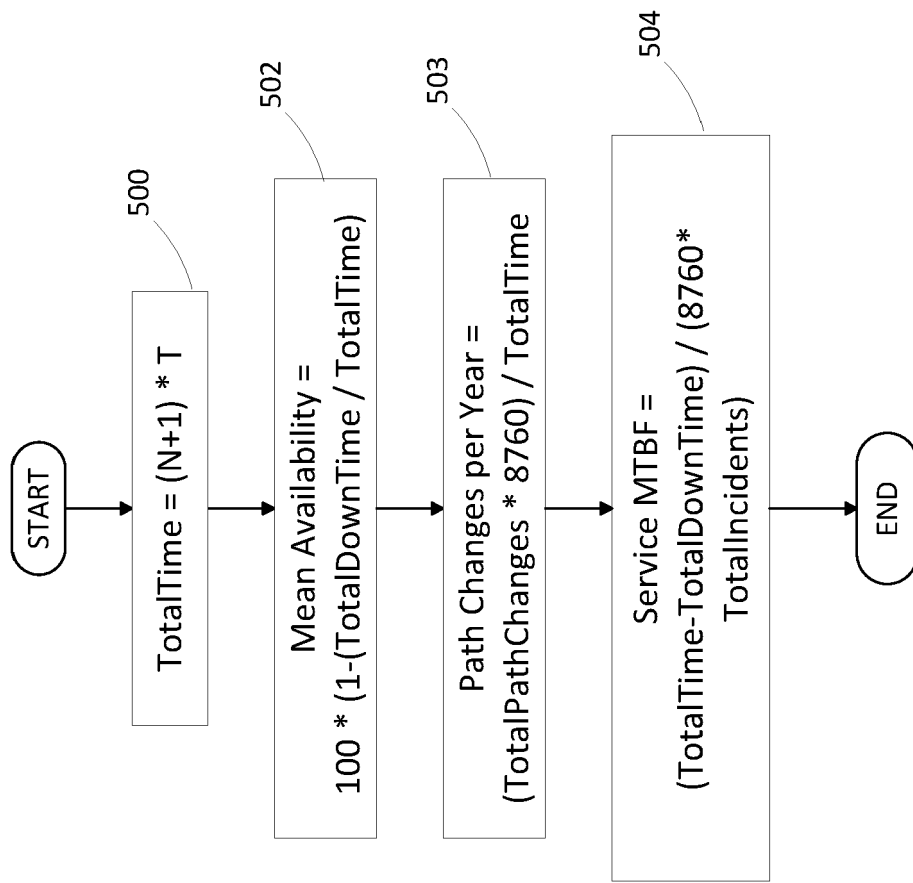 START
TotalTime = (N+1) * T
500
Mean Availability =
100 * (1-(TotalDownTime / TotalTime)
502
Path Changes per Year =
(TotalPathChanges * 8760) / TotalTime
503
Service MTBF =
(TotalTime-TotalDownTime) / (8760*
TotalIncidents)
504
END